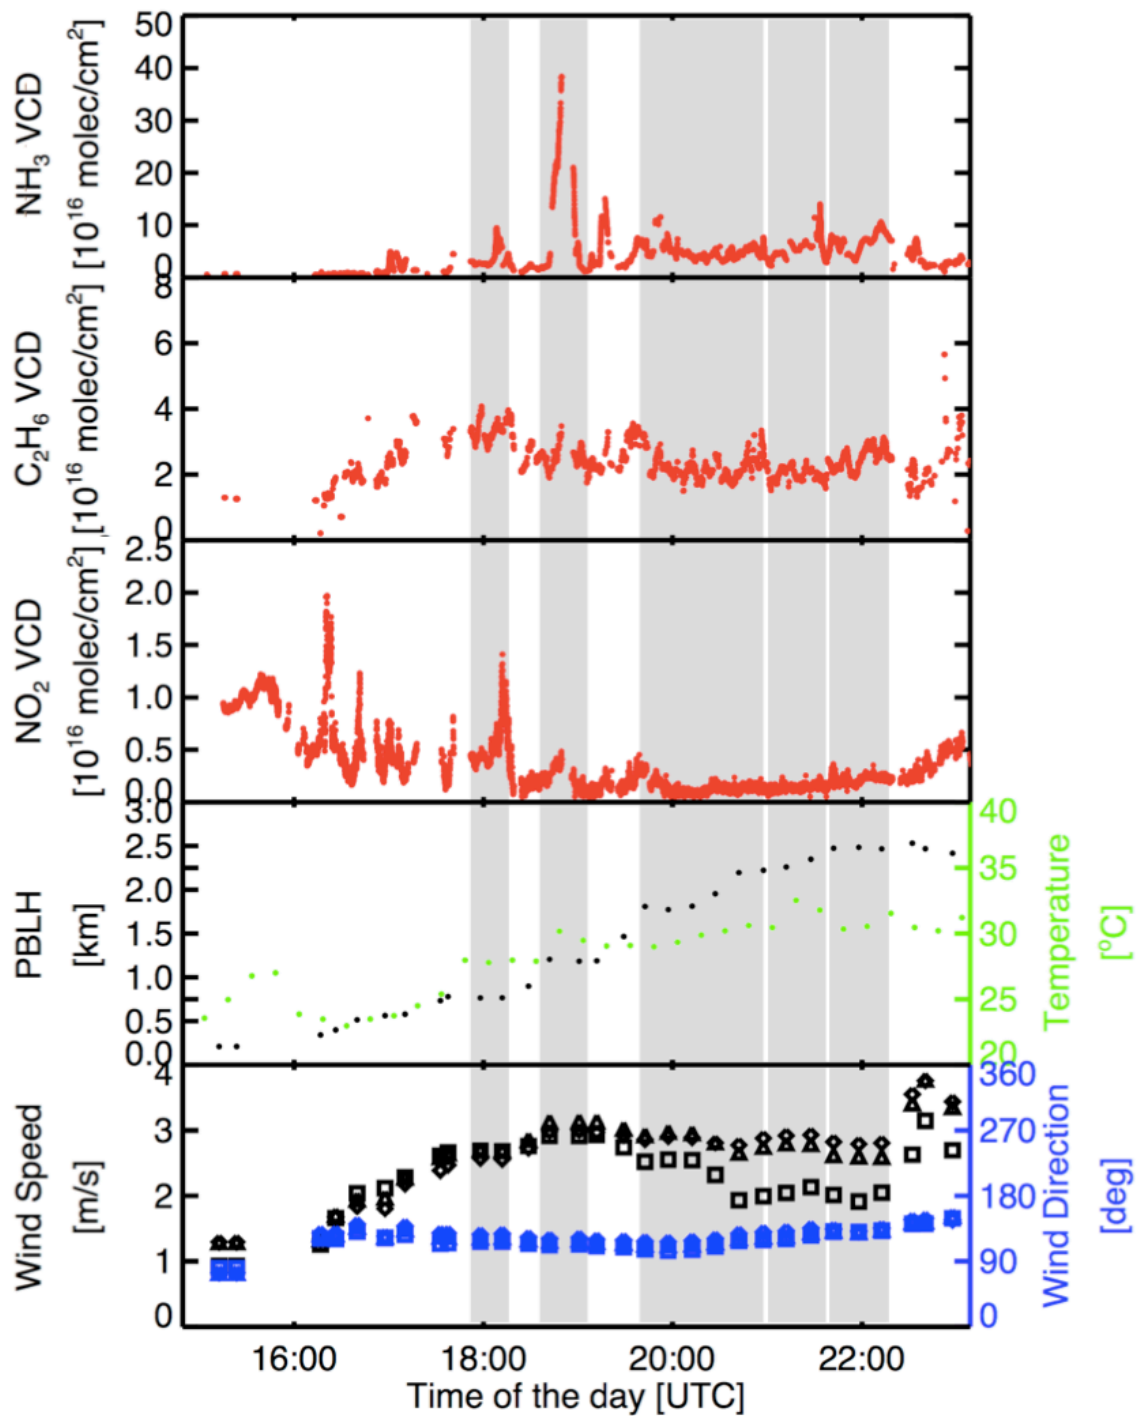 NH3 VCD
[10^16 molec/cm^2]
50
40
30
20
10
0
C2H6 VCD
[10^16 molec/cm^2]
8
6
4
2
0
NO2 VCD
[10^16 molec/cm^2]
2.5
2.0
1.5
1.0
0.5
0.0
PBLH
[km]
3.0
2.5
2.0
1.5
1.0
0.5
0.0
40
35
30
25
20
Temperature
[°C]
Wind Speed
[m/s]
4
3
2
1
0
360
270
180
90
0
Wind Direction
[deg]
16:00 18:00 20:00 22:00
Time of the day [UTC]